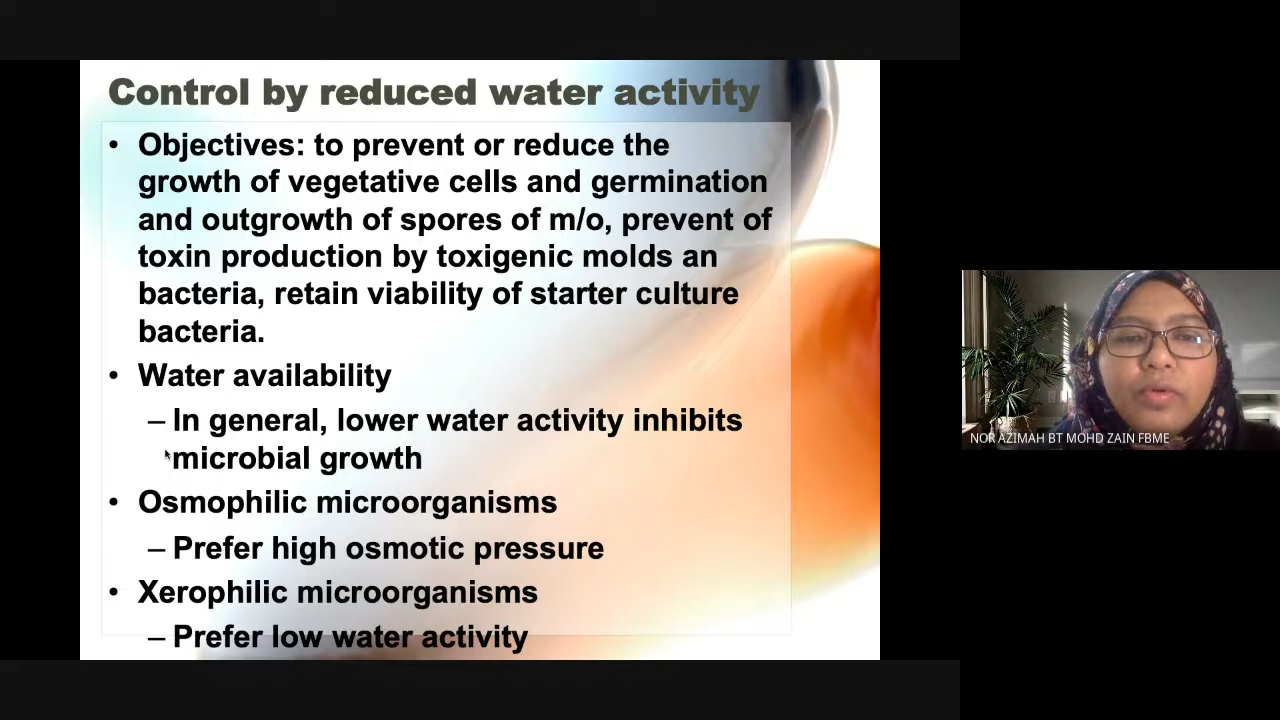 Control by reduced water activity
• Objectives: to prevent or reduce the
growth of vegetative cells and germination
and outgrowth of spores of m/o, prevent of
toxin production by toxigenic molds an
bacteria, retain viability of starter culture
bacteria.
• Water availability
– In general, lower water activity inhibits
microbial growth
• Osmophilic microorganisms
– Prefer high osmotic pressure
• Xerophilic microorganisms
– Prefer low water activity
NOR AZIMAH BT MOHD ZAIN FBME